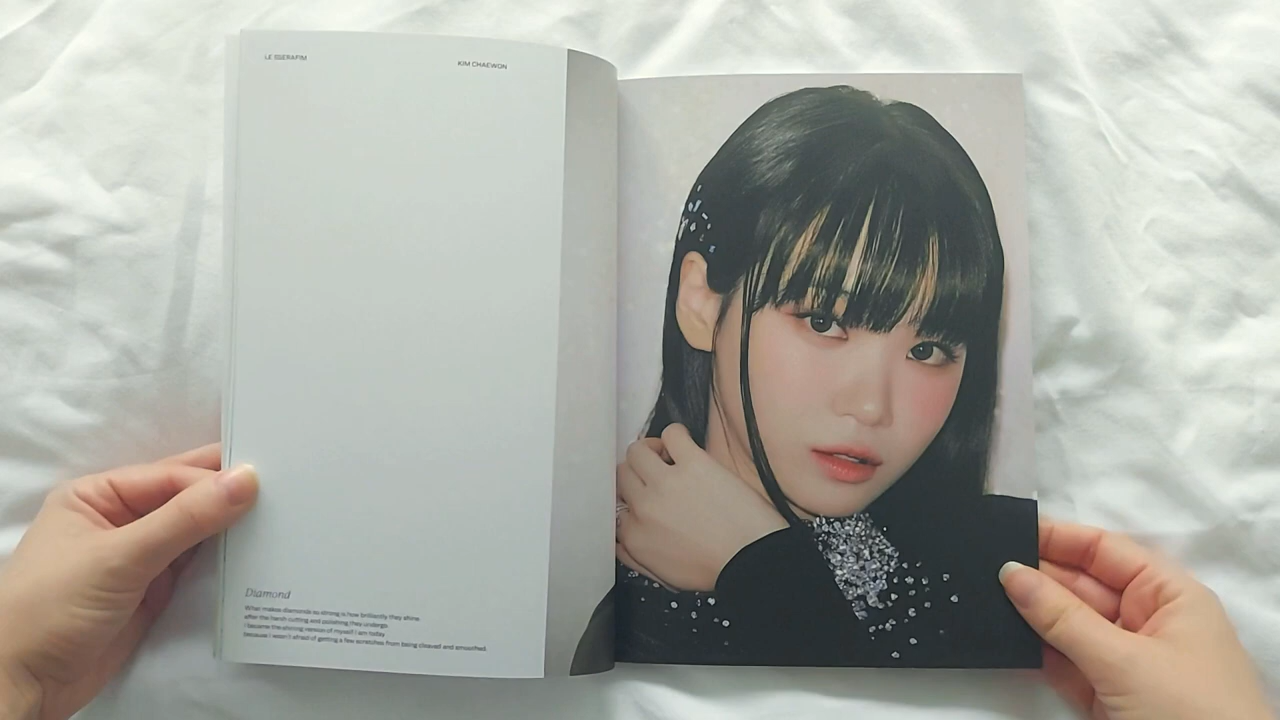 LE SSERAFIM
KIM CHAEWON
Diamond
What makes diamonds so strong is how brilliantly they shine
after the harsh cutting and polishing they undergo.
I became the shining version of myself I am today
because I wasn't afraid of getting a few scratches from being cleaved and smoothed.